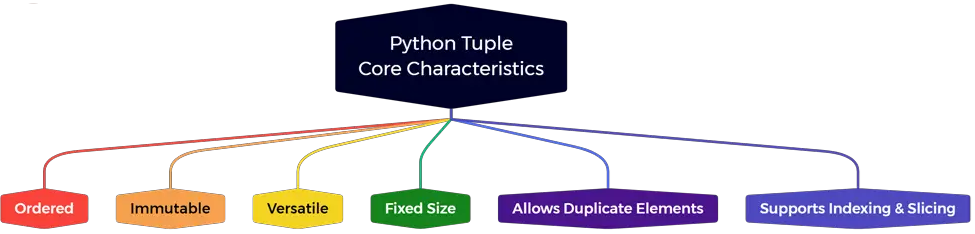 Python Tuple
Core Characteristics
Ordered
Immutable
Versatile
Fixed Size
Allows Duplicate Elements
Supports Indexing & Slicing